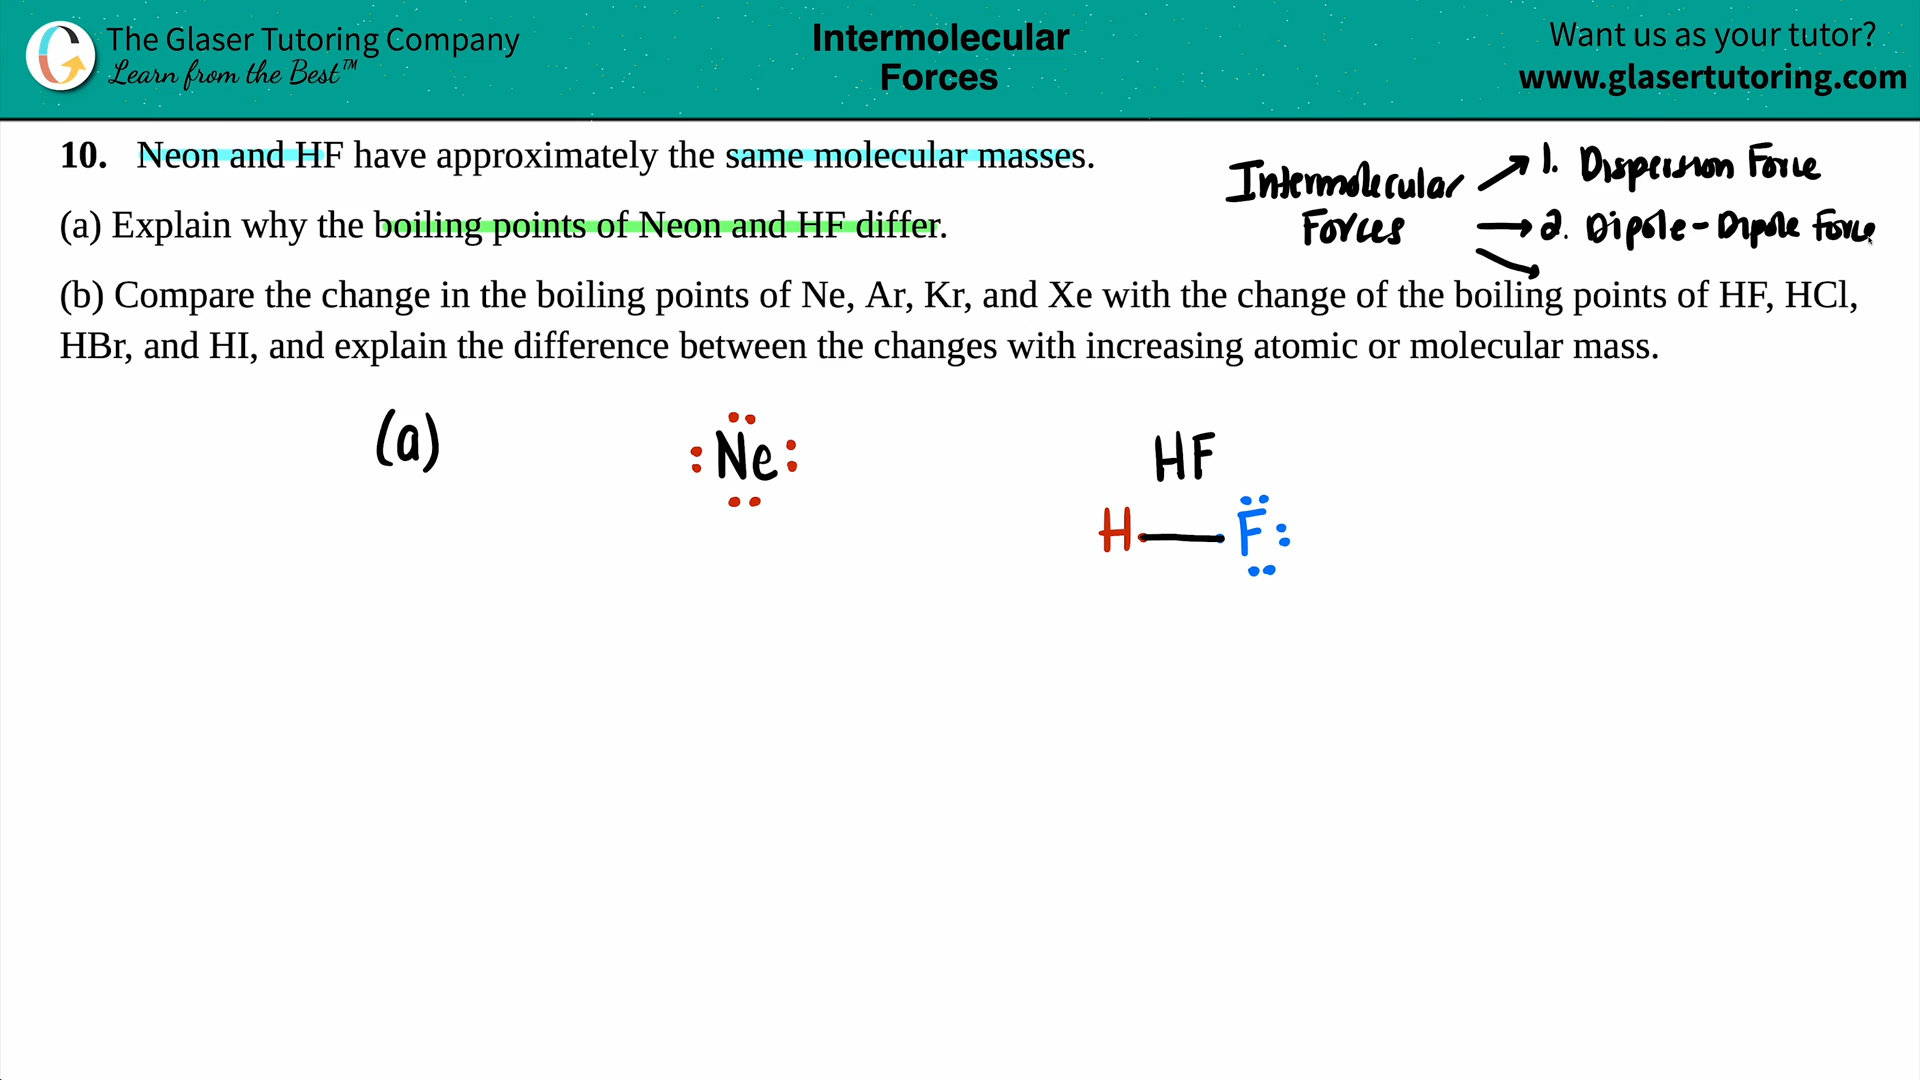 The Glaser Tutoring Company
Learn from the Best™
Intermolecular
Forces
Want us as your tutor?
www.glasertutoring.com
10. Neon and HF have approximately the same molecular masses.
(a) Explain why the boiling points of Neon and HF differ.
(b) Compare the change in the boiling points of Ne, Ar, Kr, and Xe with the change of the boiling points of HF, HCl,
HBr, and HI, and explain the difference between the changes with increasing atomic or molecular mass.
Intermolecular
Forces
1. Dispersion Force
2. Dipole-Dipole Force
(a)
Ne
HF
H F